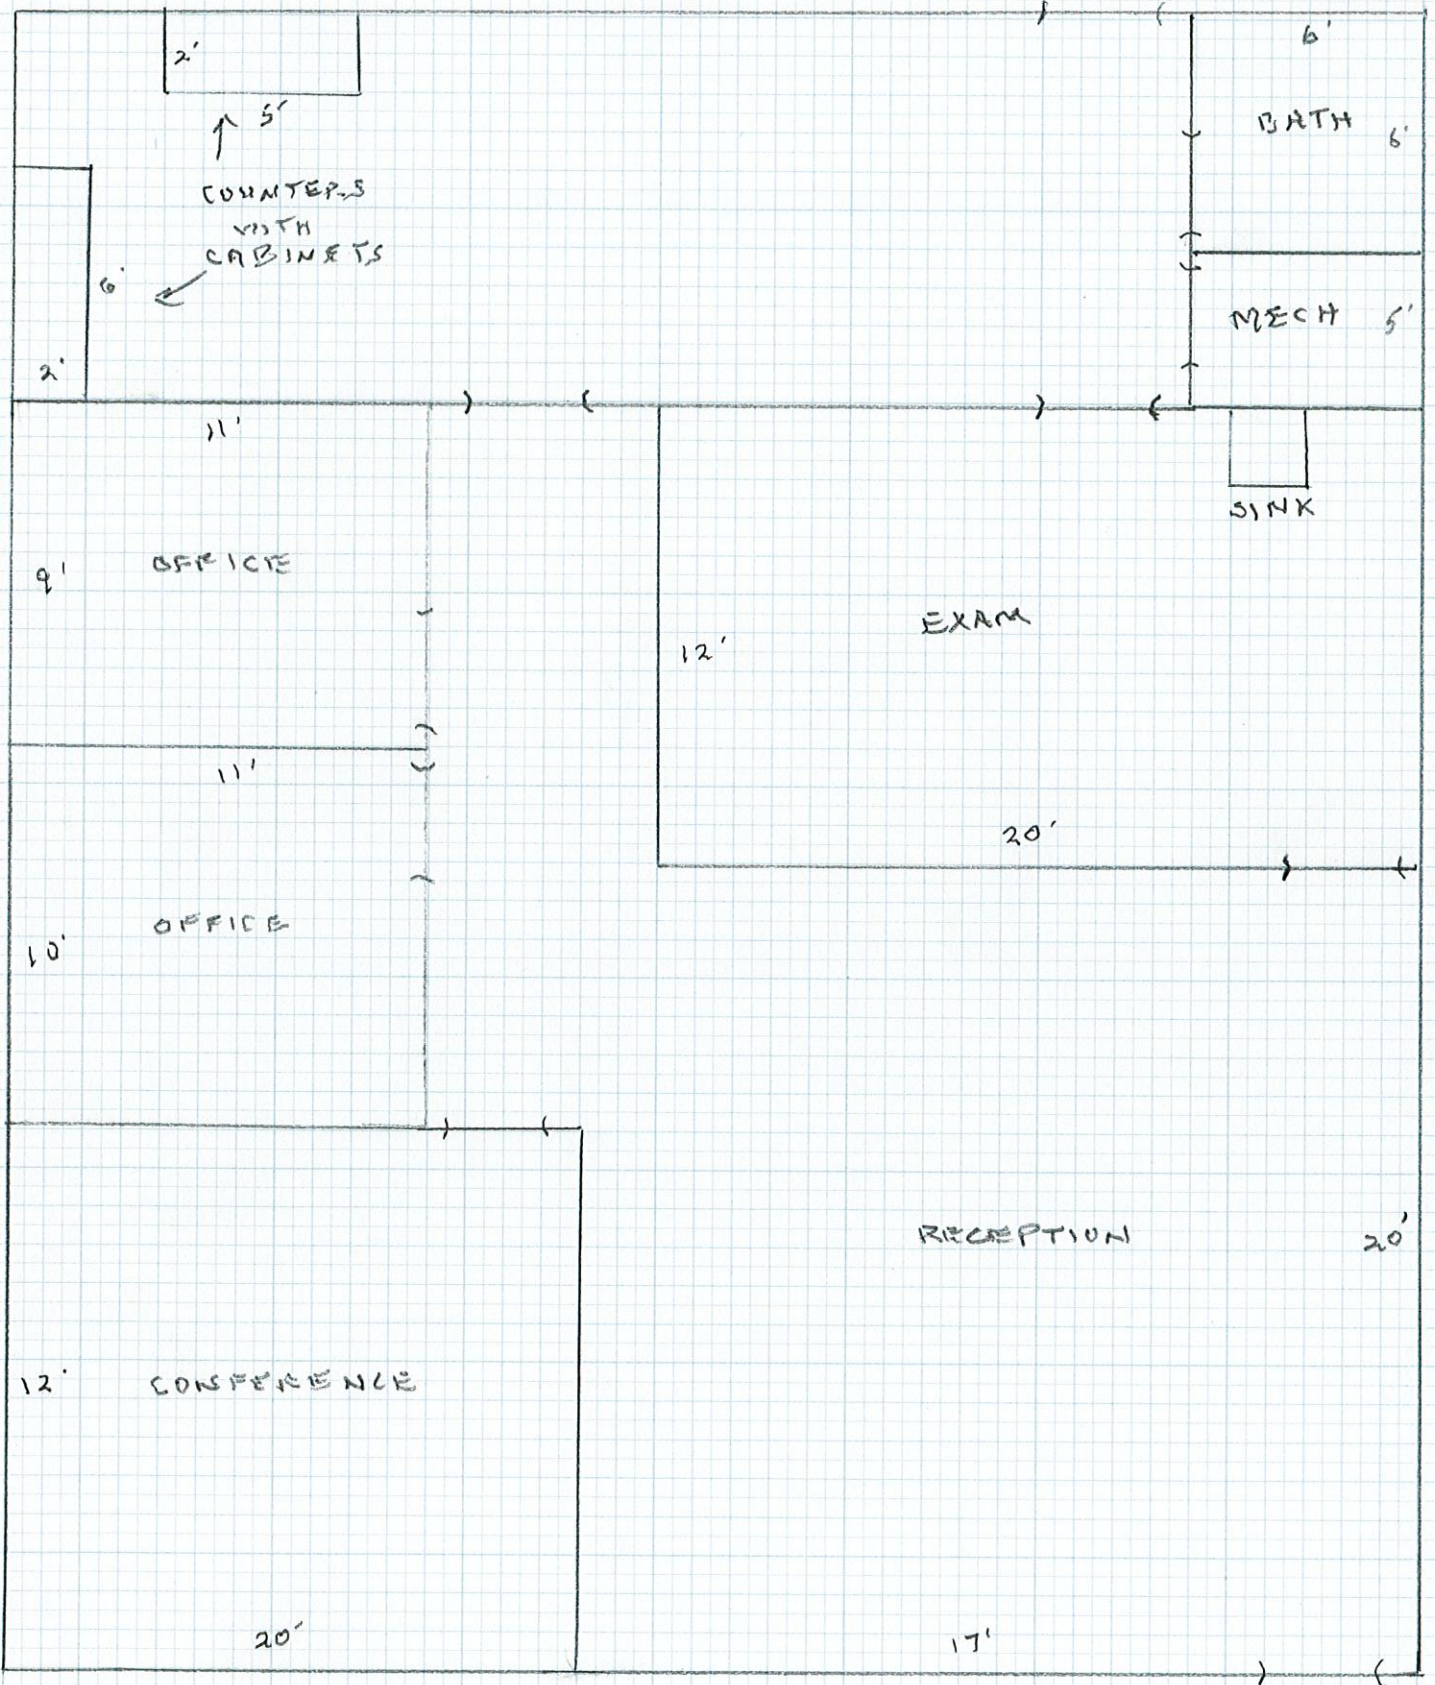 6'
2'
BATH 6'
5'
COUNTERS
WITH
CABINETS
6'
MECH 5'
2'
11'
SINK
OFFICE
9'
EXAM
12'
11'
20'
OFFICE
10'
RECEPTION 20'
12' CONFERENCE
20'
17'